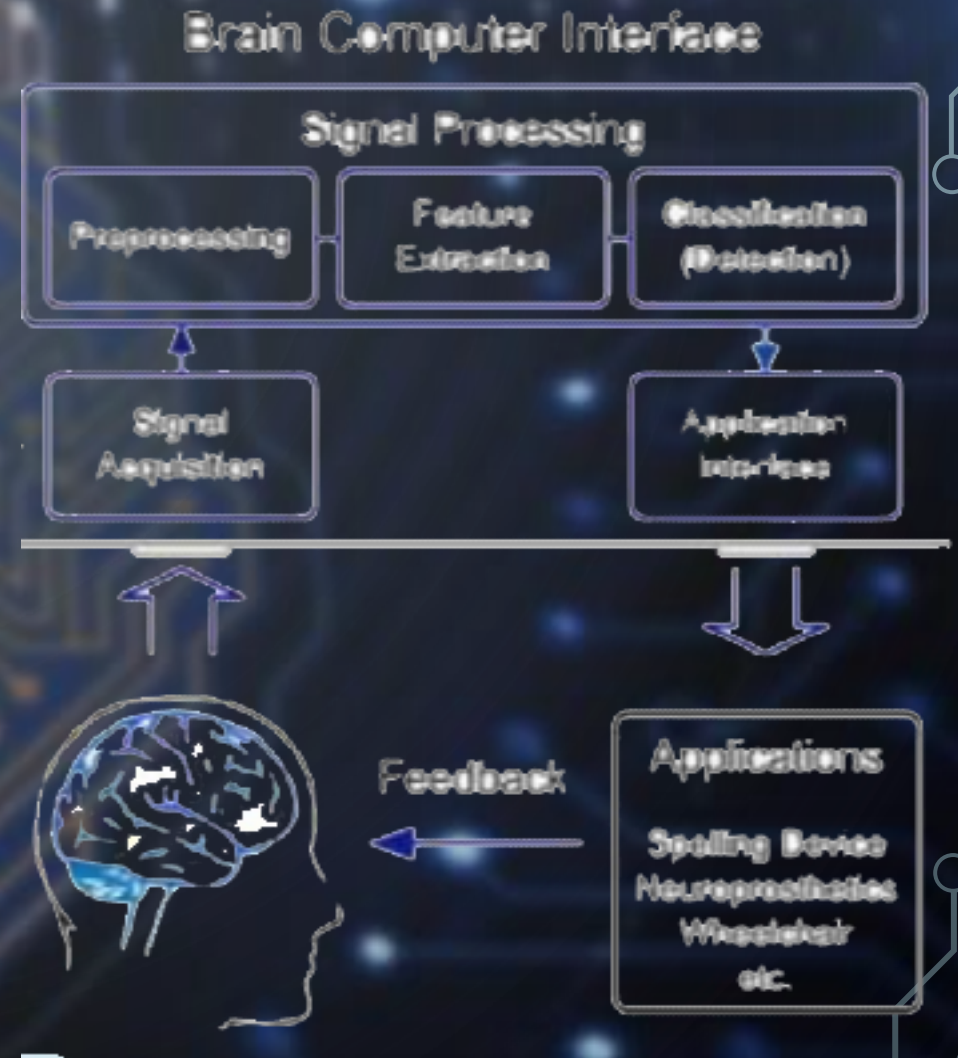 Brain Computer Interface
Signal Processing
Preprocessing
Feature
Extraction
Classification
(Detection)
Signal
Acquisition
Application
Interface
Feedback
Applications
Spelling Device
Neuroprosthetics
Wheelchair
etc.